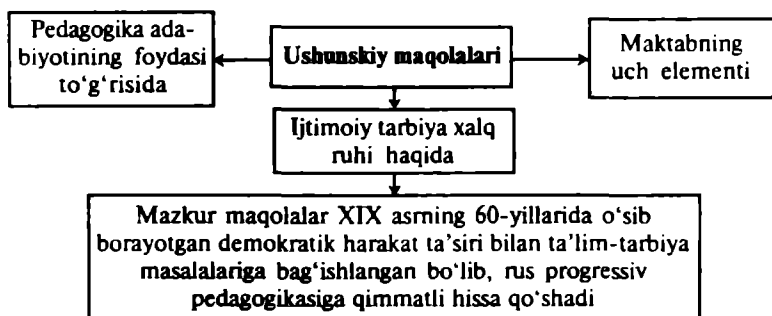 Pedagogika ada-
biyotining foydasi
to‘g‘risida
Ushunskiy maqolalari
Maktabning
uch elementi
Ijtimoiy tarbiya xalq
ruhi haqida
Mazkur maqolalar XIX asrning 60-yillarida o‘sib
borayotgan demokratik harakat ta’siri bilan ta’lim-tarbiya
masalalariga bag‘ishlangan bo‘lib, rus progressiv
pedagogikasiga qimmatli hissa qo‘shadi